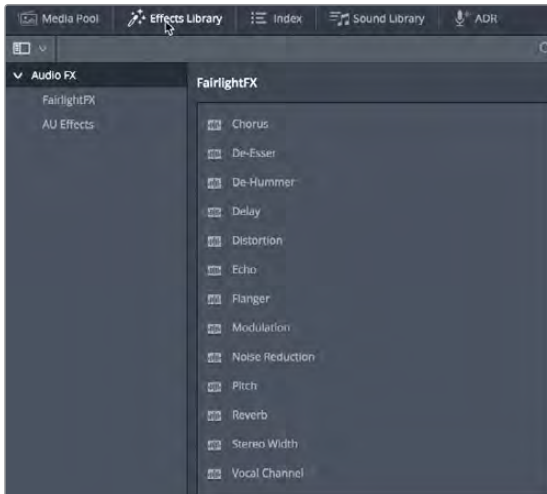 Media Pool Effects Library Index Sound Library ADR
Audio FX
FairlightFX
AU Effects
FairlightFX
Chorus
De-Esser
De-Hummer
Delay
Distortion
Echo
Flanger
Modulation
Noise Reduction
Pitch
Reverb
Stereo Width
Vocal Channel